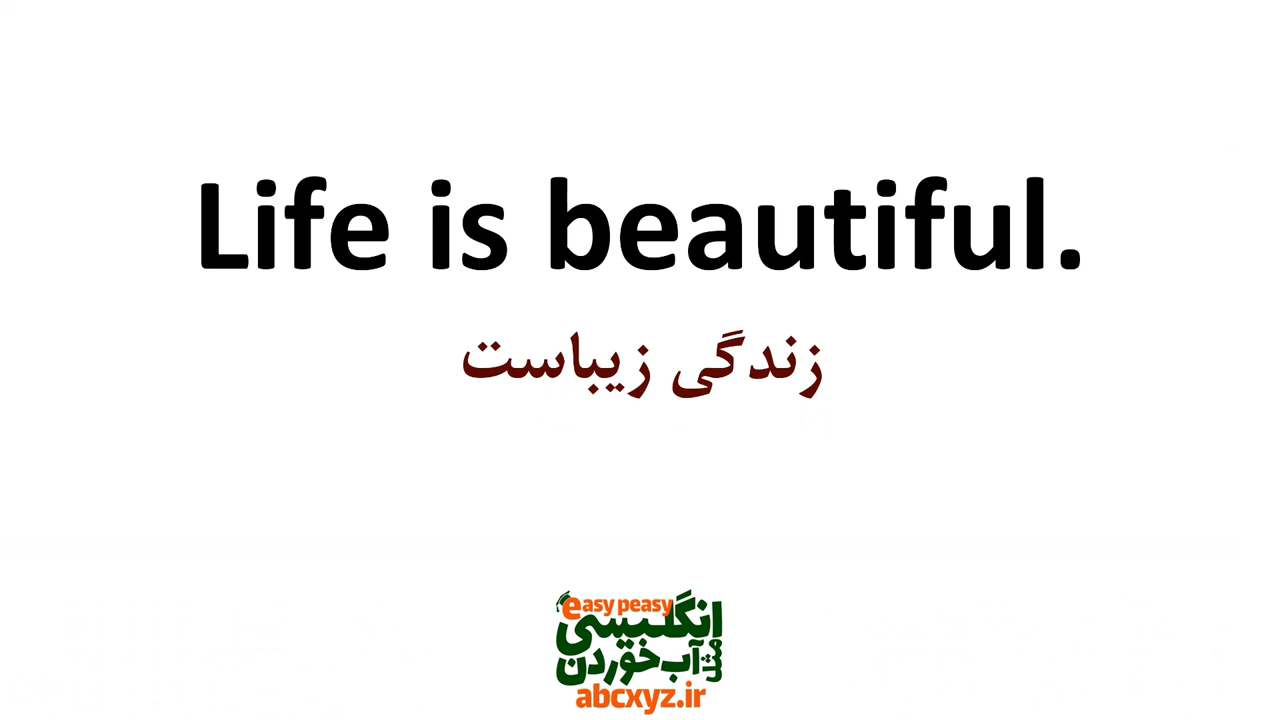 Life is beautiful.
زندگی زیباست
easy peasy
انگلیسی
مثل آب خوردن
abcxyz.ir